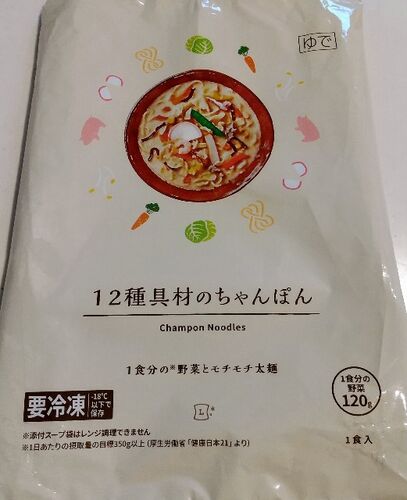 ゆで
12種具材のちゃんぽん
Champon Noodles
1食分の※野菜とモチモチ太麺
1食分の
野菜
120g
要冷凍
-18℃
以下で
保存
L
※添付スープ袋はレンジ調理できません
※1日あたりの摂取量の目標350g以上(厚生労働省「健康日本21」より)
1食入